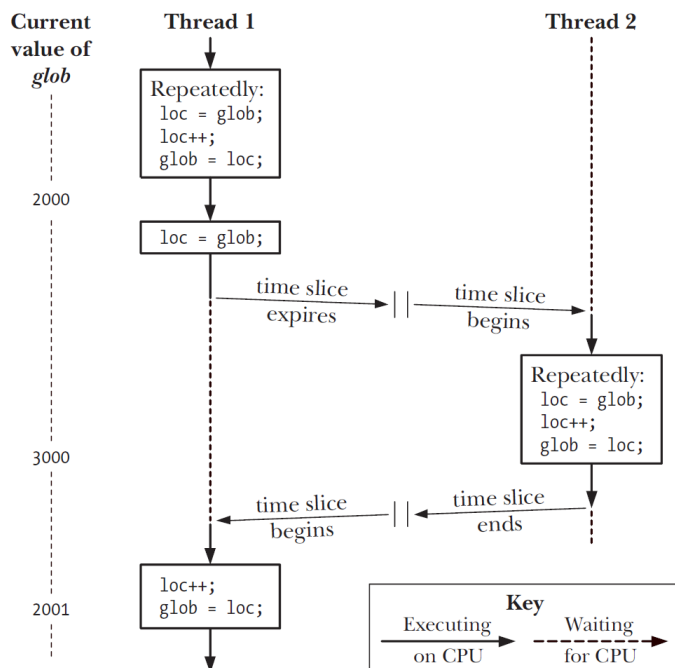 Current
value of
glob
Thread 1
Thread 2
Repeatedly:
loc = glob;
loc++;
glob = loc;
2000
loc = glob;
time slice
expires
time slice
begins
Repeatedly:
loc = glob;
loc++;
glob = loc;
3000
time slice
begins
time slice
ends
loc++;
glob = loc;
2001
Key
Executing
on CPU
Waiting
for CPU